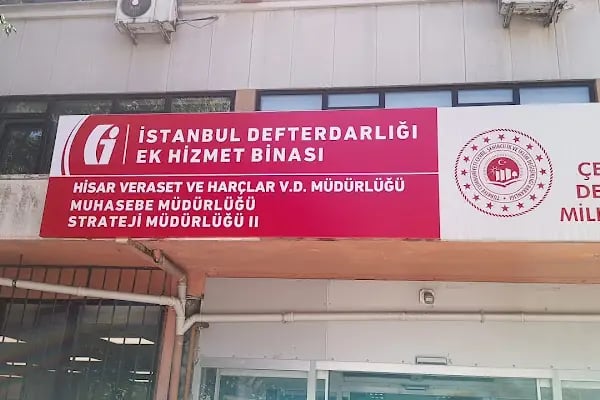 İSTANBUL DEFTERDARLIĞI
EK HİZMET BİNASI
HİSAR VERASET VE HARÇLAR V.D. MÜDÜRLÜĞÜ
MUHASEBE MÜDÜRLÜĞÜ
STRATEJİ MÜDÜRLÜĞÜ II